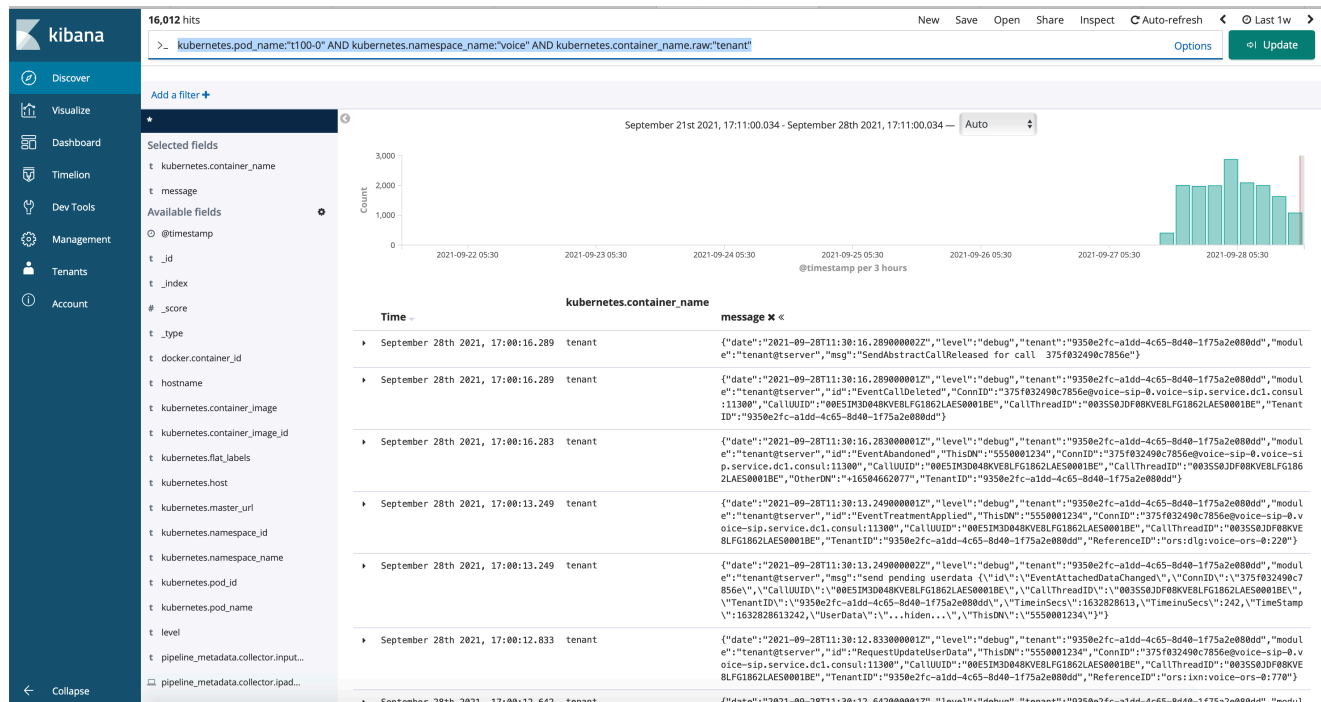 kibana
Discover
Visualize
Dashboard
Timelion
Dev Tools
Management
Tenants
Account
Collapse
16,012 hits
New Save Open Share Inspect Auto-refresh Last 1w
>_ kubernetes.pod_name:"t100-0" AND kubernetes.namespace_name:"voice" AND kubernetes.container_name.raw:"tenant"
Options
Update
Add a filter +
*
Selected fields
t kubernetes.container_name
t message
Available fields
@timestamp
t _id
t _index
# _score
t _type
t docker.container_id
t hostname
t kubernetes.container_image
t kubernetes.container_image_id
t kubernetes.flat_labels
t kubernetes.host
t kubernetes.master_url
t kubernetes.namespace_id
t kubernetes.namespace_name
t kubernetes.pod_id
t kubernetes.pod_name
t level
t pipeline_metadata.collector.input...
pipeline_metadata.collector.ipad...
September 21st 2021, 17:11:00.034 - September 28th 2021, 17:11:00.034 — Auto
3,000
2,000
1,000
0
Count
2021-09-22 05:30 2021-09-23 05:30 2021-09-24 05:30 2021-09-25 05:30 2021-09-26 05:30 2021-09-27 05:30 2021-09-28 05:30
@timestamp per 3 hours
Time kubernetes.container_name message
September 28th 2021, 17:00:16.289 tenant {"date":"2021-09-28T11:30:16.289000002Z","level":"debug","tenant":"9350e2fc-a1dd-4c65-8d40-1f75a2e080dd","modul
e":"tenant@tserver","msg":"SendAbstractCallReleased for call 375f032490c7856e"}
September 28th 2021, 17:00:16.289 tenant {"date":"2021-09-28T11:30:16.289000001Z","level":"debug","tenant":"9350e2fc-a1dd-4c65-8d40-1f75a2e080dd","modul
e":"tenant@tserver","id":"EventCallDeleted","ConnID":"375f032490c7856e@voice-sip-0.voice-sip.service.dc1.consul
:11300","CallUUID":"00E5IM3D048KVE8LFG1862LAES0001BE","CallThreadID":"003SS0JDF08KVE8LFG1862LAES0001BE","Tenant
ID":"9350e2fc-a1dd-4c65-8d40-1f75a2e080dd"}
September 28th 2021, 17:00:16.283 tenant {"date":"2021-09-28T11:30:16.283000001Z","level":"debug","tenant":"9350e2fc-a1dd-4c65-8d40-1f75a2e080dd","modul
e":"tenant@tserver","id":"EventAbandoned","ThisDN":"5550001234","ConnID":"375f032490c7856e@voice-sip-0.voice-si
p.service.dc1.consul:11300","CallUUID":"00E5IM3D048KVE8LFG1862LAES0001BE","CallThreadID":"003SS0JDF08KVE8LFG186
2LAES0001BE","OtherDN":"+16504662077","TenantID":"9350e2fc-a1dd-4c65-8d40-1f75a2e080dd"}
September 28th 2021, 17:00:13.249 tenant {"date":"2021-09-28T11:30:13.249000001Z","level":"debug","tenant":"9350e2fc-a1dd-4c65-8d40-1f75a2e080dd","modul
e":"tenant@tserver","id":"EventTreatmentApplied","ThisDN":"5550001234","ConnID":"375f032490c7856e@voice-sip-0.v
oice-sip.service.dc1.consul:11300","CallUUID":"00E5IM3D048KVE8LFG1862LAES0001BE","CallThreadID":"003SS0JDF08KVE
8LFG1862LAES0001BE","TenantID":"9350e2fc-a1dd-4c65-8d40-1f75a2e080dd","ReferenceID":"ors:dlg:voice-ors-0:220"}
September 28th 2021, 17:00:13.249 tenant {"date":"2021-09-28T11:30:13.249000001Z","level":"debug","tenant":"9350e2fc-a1dd-4c65-8d40-1f75a2e080dd","modul
e":"tenant@tserver","msg":"send pending userdata {\"id\":\"EventAttachedDataChanged\",\"ConnID\":\"375f032490c7
856e\",\"CallUUID\":\"00E5IM3D048KVE8LFG1862LAES0001BE\",\"CallThreadID\":\"003SS0JDF08KVE8LFG1862LAES0001BE\",
\"TenantID\":\"9350e2fc-a1dd-4c65-8d40-1f75a2e080dd\",\"TimeinSecs\":1632828613,\"TimeinuSecs\":242,\"TimeStamp
\":1632828613242,\"UserData\":\"...hiden...\",\"ThisDN\":\"5550001234\"}"}
September 28th 2021, 17:00:12.833 tenant {"date":"2021-09-28T11:30:12.833000001Z","level":"debug","tenant":"9350e2fc-a1dd-4c65-8d40-1f75a2e080dd","modul
e":"tenant@tserver","id":"RequestUpdateUserData","ThisDN":"5550001234","ConnID":"375f032490c7856e@voice-sip-0.v
oice-sip.service.dc1.consul:11300","CallUUID":"00E5IM3D048KVE8LFG1862LAES0001BE","CallThreadID":"003SS0JDF08KVE
8LFG1862LAES0001BE","TenantID":"9350e2fc-a1dd-4c65-8d40-1f75a2e080dd","ReferenceID":"ors:ixn:voice-ors-0:770"}